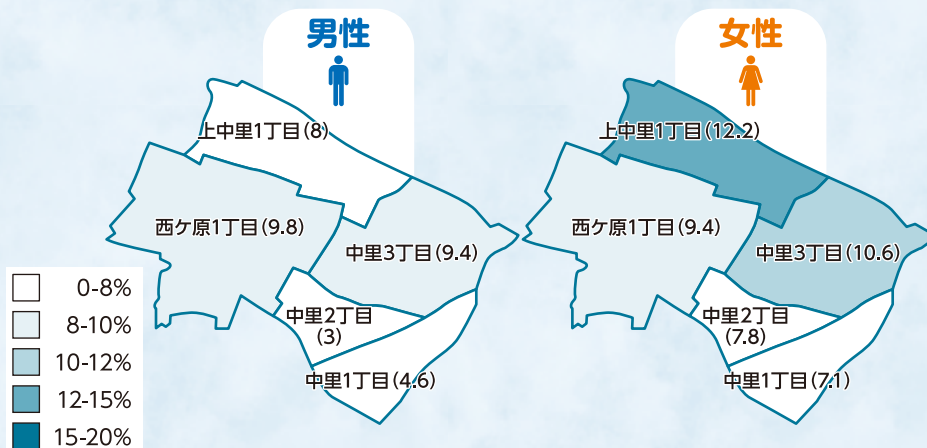 男性
上中里1丁目(8)
西ケ原1丁目(9.8)
中里3丁目(9.4)
中里2丁目
(3)
中里1丁目(4.6)
女性
上中里1丁目(12.2)
西ケ原1丁目(9.4)
中里3丁目(10.6)
中里2丁目
(7.8)
中里1丁目(7.1)
0-8%
8-10%
10-12%
12-15%
15-20%